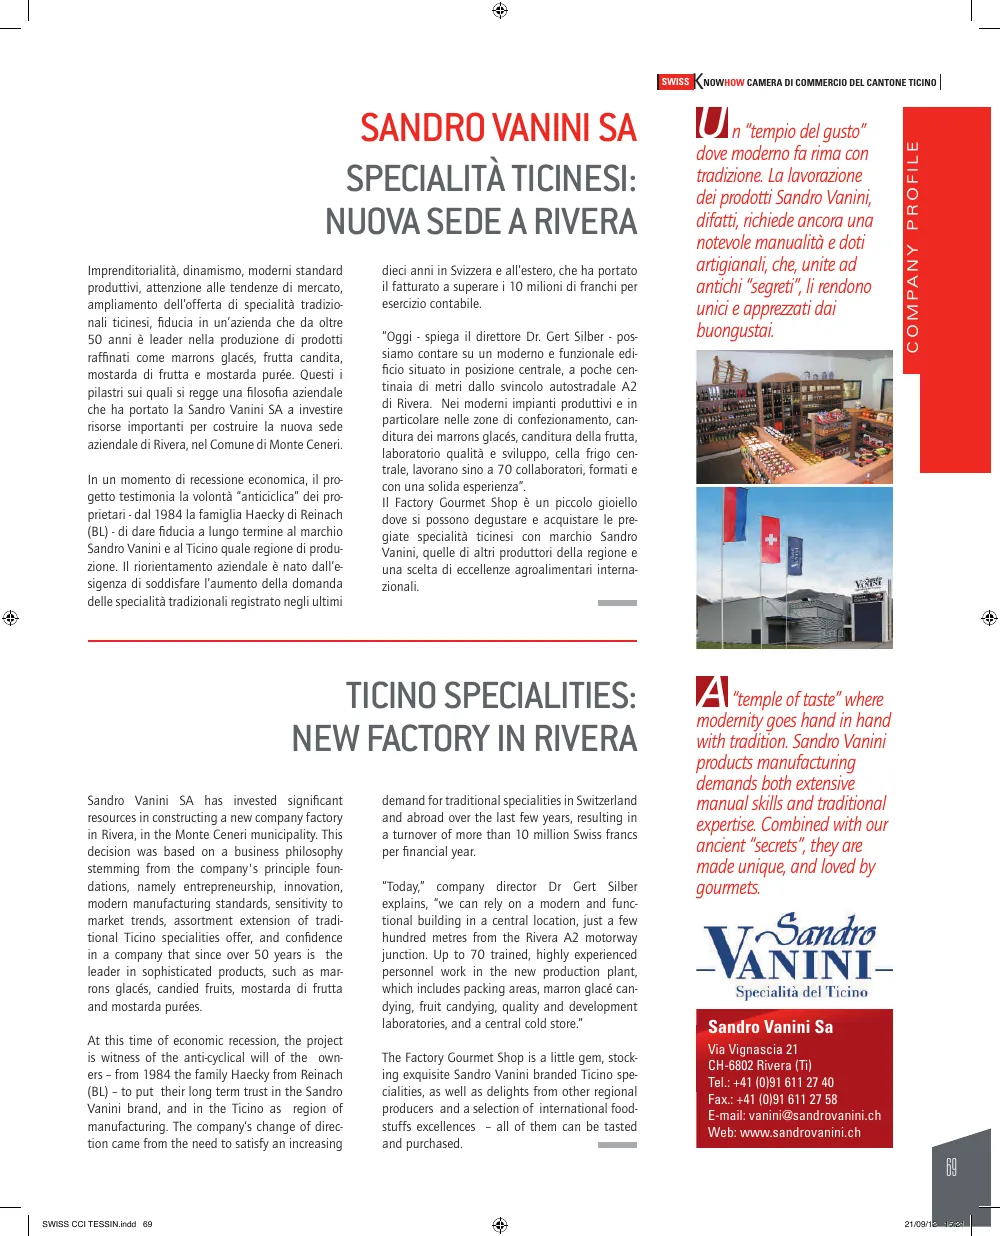 SWISS KNOWHOW CAMERA DI COMMERCIO DEL CANTONE TICINO
SANDRO VANINI SA
SPECIALITÀ TICINESI:
NUOVA SEDE A RIVERA
Imprenditorialità, dinamismo, moderni standard
produttivi, attenzione alle tendenze di mercato,
ampliamento dell'offerta di specialità tradizio-
nali ticinesi, fiducia in un'azienda che da oltre
50 anni è leader nella produzione di prodotti
raffinati come marrons glacés, frutta candita,
mostarda di frutta e mostarda purée. Questi i
pilastri sui quali si regge una filosofia aziendale
che ha portato la Sandro Vanini SA a investire
risorse importanti per costruire la nuova sede
aziendale di Rivera, nel Comune di Monte Ceneri.
In un momento di recessione economica, il pro-
getto testimonia la volontà "anticiclica" dei pro-
prietari - dal 1984 la famiglia Haecky di Reinach
(BL) - di dare fiducia a lungo termine al marchio
Sandro Vanini e al Ticino quale regione di produ-
zione. Il riorientamento aziendale è nato dall'e-
sigenza di soddisfare l'aumento della domanda
delle specialità tradizionali registrato negli ultimi
dieci anni in Svizzera e all'estero, che ha portato
il fatturato a superare i 10 milioni di franchi per
esercizio contabile.
"Oggi - spiega il direttore Dr. Gert Silber - pos-
siamo contare su un moderno e funzionale edi-
ficio situato in posizione centrale, a poche cen-
tinaia di metri dallo svincolo autostradale A2
di Rivera. Nei moderni impianti produttivi e in
particolare nelle zone di confezionamento, can-
ditura dei marrons glacés, canditura della frutta,
laboratorio qualità e sviluppo, cella frigo cen-
trale, lavorano sino a 70 collaboratori, formati e
con una solida esperienza".
Il Factory Gourmet Shop è un piccolo gioiello
dove si possono degustare e acquistare le pre-
giate specialità ticinesi con marchio Sandro
Vanini, quelle di altri produttori della regione e
una scelta di eccellenze agroalimentari interna-
zionali.
Un "tempio del gusto"
dove moderno fa rima con
tradizione. La lavorazione
dei prodotti Sandro Vanini,
difatti, richiede ancora una
notevole manualità e doti
artigianali, che, unite ad
antichi "segreti", li rendono
unici e apprezzati dai
buongustai.
COMPANY PROFILE
Sandro
VANINI
TICINO SPECIALITIES:
NEW FACTORY IN RIVERA
Sandro Vanini SA has invested significant
resources in constructing a new company factory
in Rivera, in the Monte Ceneri municipality. This
decision was based on a business philosophy
stemming from the company's principle foun-
dations, namely entrepreneurship, innovation,
modern manufacturing standards, sensitivity to
market trends, assortment extension of tradi-
tional Ticino specialities offer, and confidence
in a company that since over 50 years is the
leader in sophisticated products, such as mar-
rons glacés, candied fruits, mostarda di frutta
and mostarda purées.
At this time of economic recession, the project
is witness of the anti-cyclical will of the own-
ers – from 1984 the family Haecky from Reinach
(BL) – to put their long term trust in the Sandro
Vanini brand, and in the Ticino as region of
manufacturing. The company's change of direc-
tion came from the need to satisfy an increasing
demand for traditional specialities in Switzerland
and abroad over the last few years, resulting in
a turnover of more than 10 million Swiss francs
per financial year.
"Today," company director Dr Gert Silber
explains, "we can rely on a modern and func-
tional building in a central location, just a few
hundred metres from the Rivera A2 motorway
junction. Up to 70 trained, highly experienced
personnel work in the new production plant,
which includes packing areas, marron glacé can-
dying, fruit candying, quality and development
laboratories, and a central cold store."
The Factory Gourmet Shop is a little gem, stock-
ing exquisite Sandro Vanini branded Ticino spe-
cialities, as well as delights from other regional
producers and a selection of international food-
stuffs excellences – all of them can be tasted
and purchased.
A "temple of taste" where
modernity goes hand in hand
with tradition. Sandro Vanini
products manufacturing
demands both extensive
manual skills and traditional
expertise. Combined with our
ancient "secrets", they are
made unique, and loved by
gourmets.
Sandro
VANINI
Specialità del Ticino
Sandro Vanini Sa
Via Vignascia 21
CH-6802 Rivera (Ti)
Tel.: +41 (0)91 611 27 40
Fax.: +41 (0)91 611 27 58
E-mail: vanini@sandrovanini.ch
Web: www.sandrovanini.ch
69
SWISS CCI TESSIN.indd 69
21/09/12